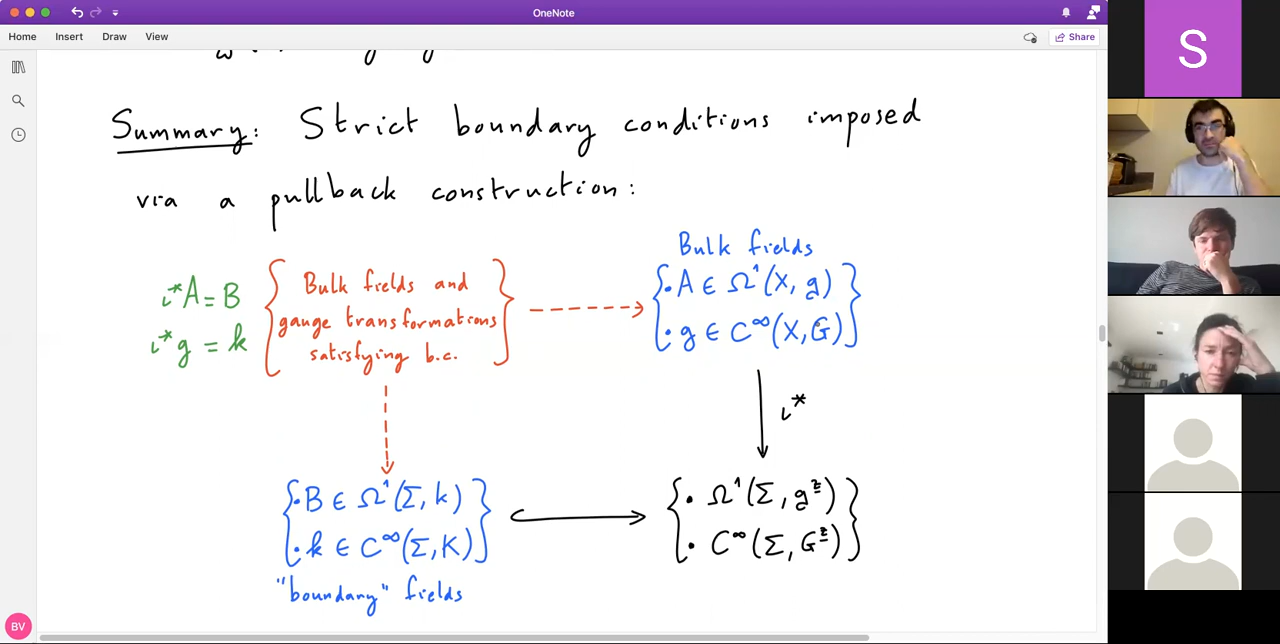 OneNote
Home Insert Draw View
Share
Summary: Strict boundary conditions imposed
via a pullback construction:
Bulk fields
i*A = B
i*g = k
{Bulk fields and
gauge transformations
satisfying b.c.}
{· A ∈ Ω¹(X, g)
· g ∈ C∞(X, G)}
i*
{· B ∈ Ω¹(Σ, k)
· k ∈ C∞(Σ, K)}
{· Ω¹(Σ, g^z)
· C∞(Σ, G^z)}
"boundary" fields
BV
S